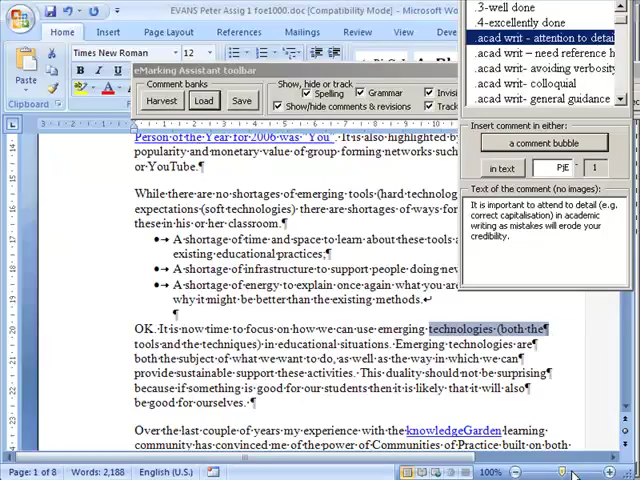 EVANS Peter Assig 1 foe1000.doc [Compatibility Mode]
.3-well done
.4-excellently done
.acad writ - attention to detai
.acad writ – need reference h
.acad writ- avoiding verbosity
.acad writ- colloquial
.acad writ- general guidance
Home Insert Page Layout References Mailings Review View
Paste
Clipboard
Times New Roman
B I
eMarking Assistant toolbar
Comment banks
Harvest Load Save
Show, hide or track
Spelling Grammar Invisi
Show/hide comments & revisions Track
Insert comment in either:
a comment bubble
in text PjE - 1
Text of the comment (no images):
It is important to attend to detail (e.g.
correct capitalisation) in academic
writing as mistakes will erode your
credibility.
Person of the Year for 2006 was "You". It is also highlighted by
popularity and monetary value of group forming networks such
or YouTube.¶
While there are no shortages of emerging tools (hard technolog
expectations (soft technologies) there are shortages of ways for
these in his or her classroom.¶
• A shortage of time and space to learn about these tools a
existing educational practices,¶
• A shortage of infrastructure to support people doing new
• A shortage of energy to explain once again what you are
why it might be better than the existing methods.
¶
OK. It is now time to focus on how we can use emerging technologies (both the¶
tools and the techniques) in educational situations. Emerging technologies are¶
both the subject of what we want to do, as well as the way in which we can¶
provide sustainable support these activities. This duality should not be surprising
because if something is good for our students then it is likely that it will also¶
be good for ourselves. ¶
Over the last couple of years my experience with the knowledgeGarden learning
community has convinced me of the power of Communities of Practice built on both
Page: 1 of 8 Words: 2,188 English (U.S.) 100%